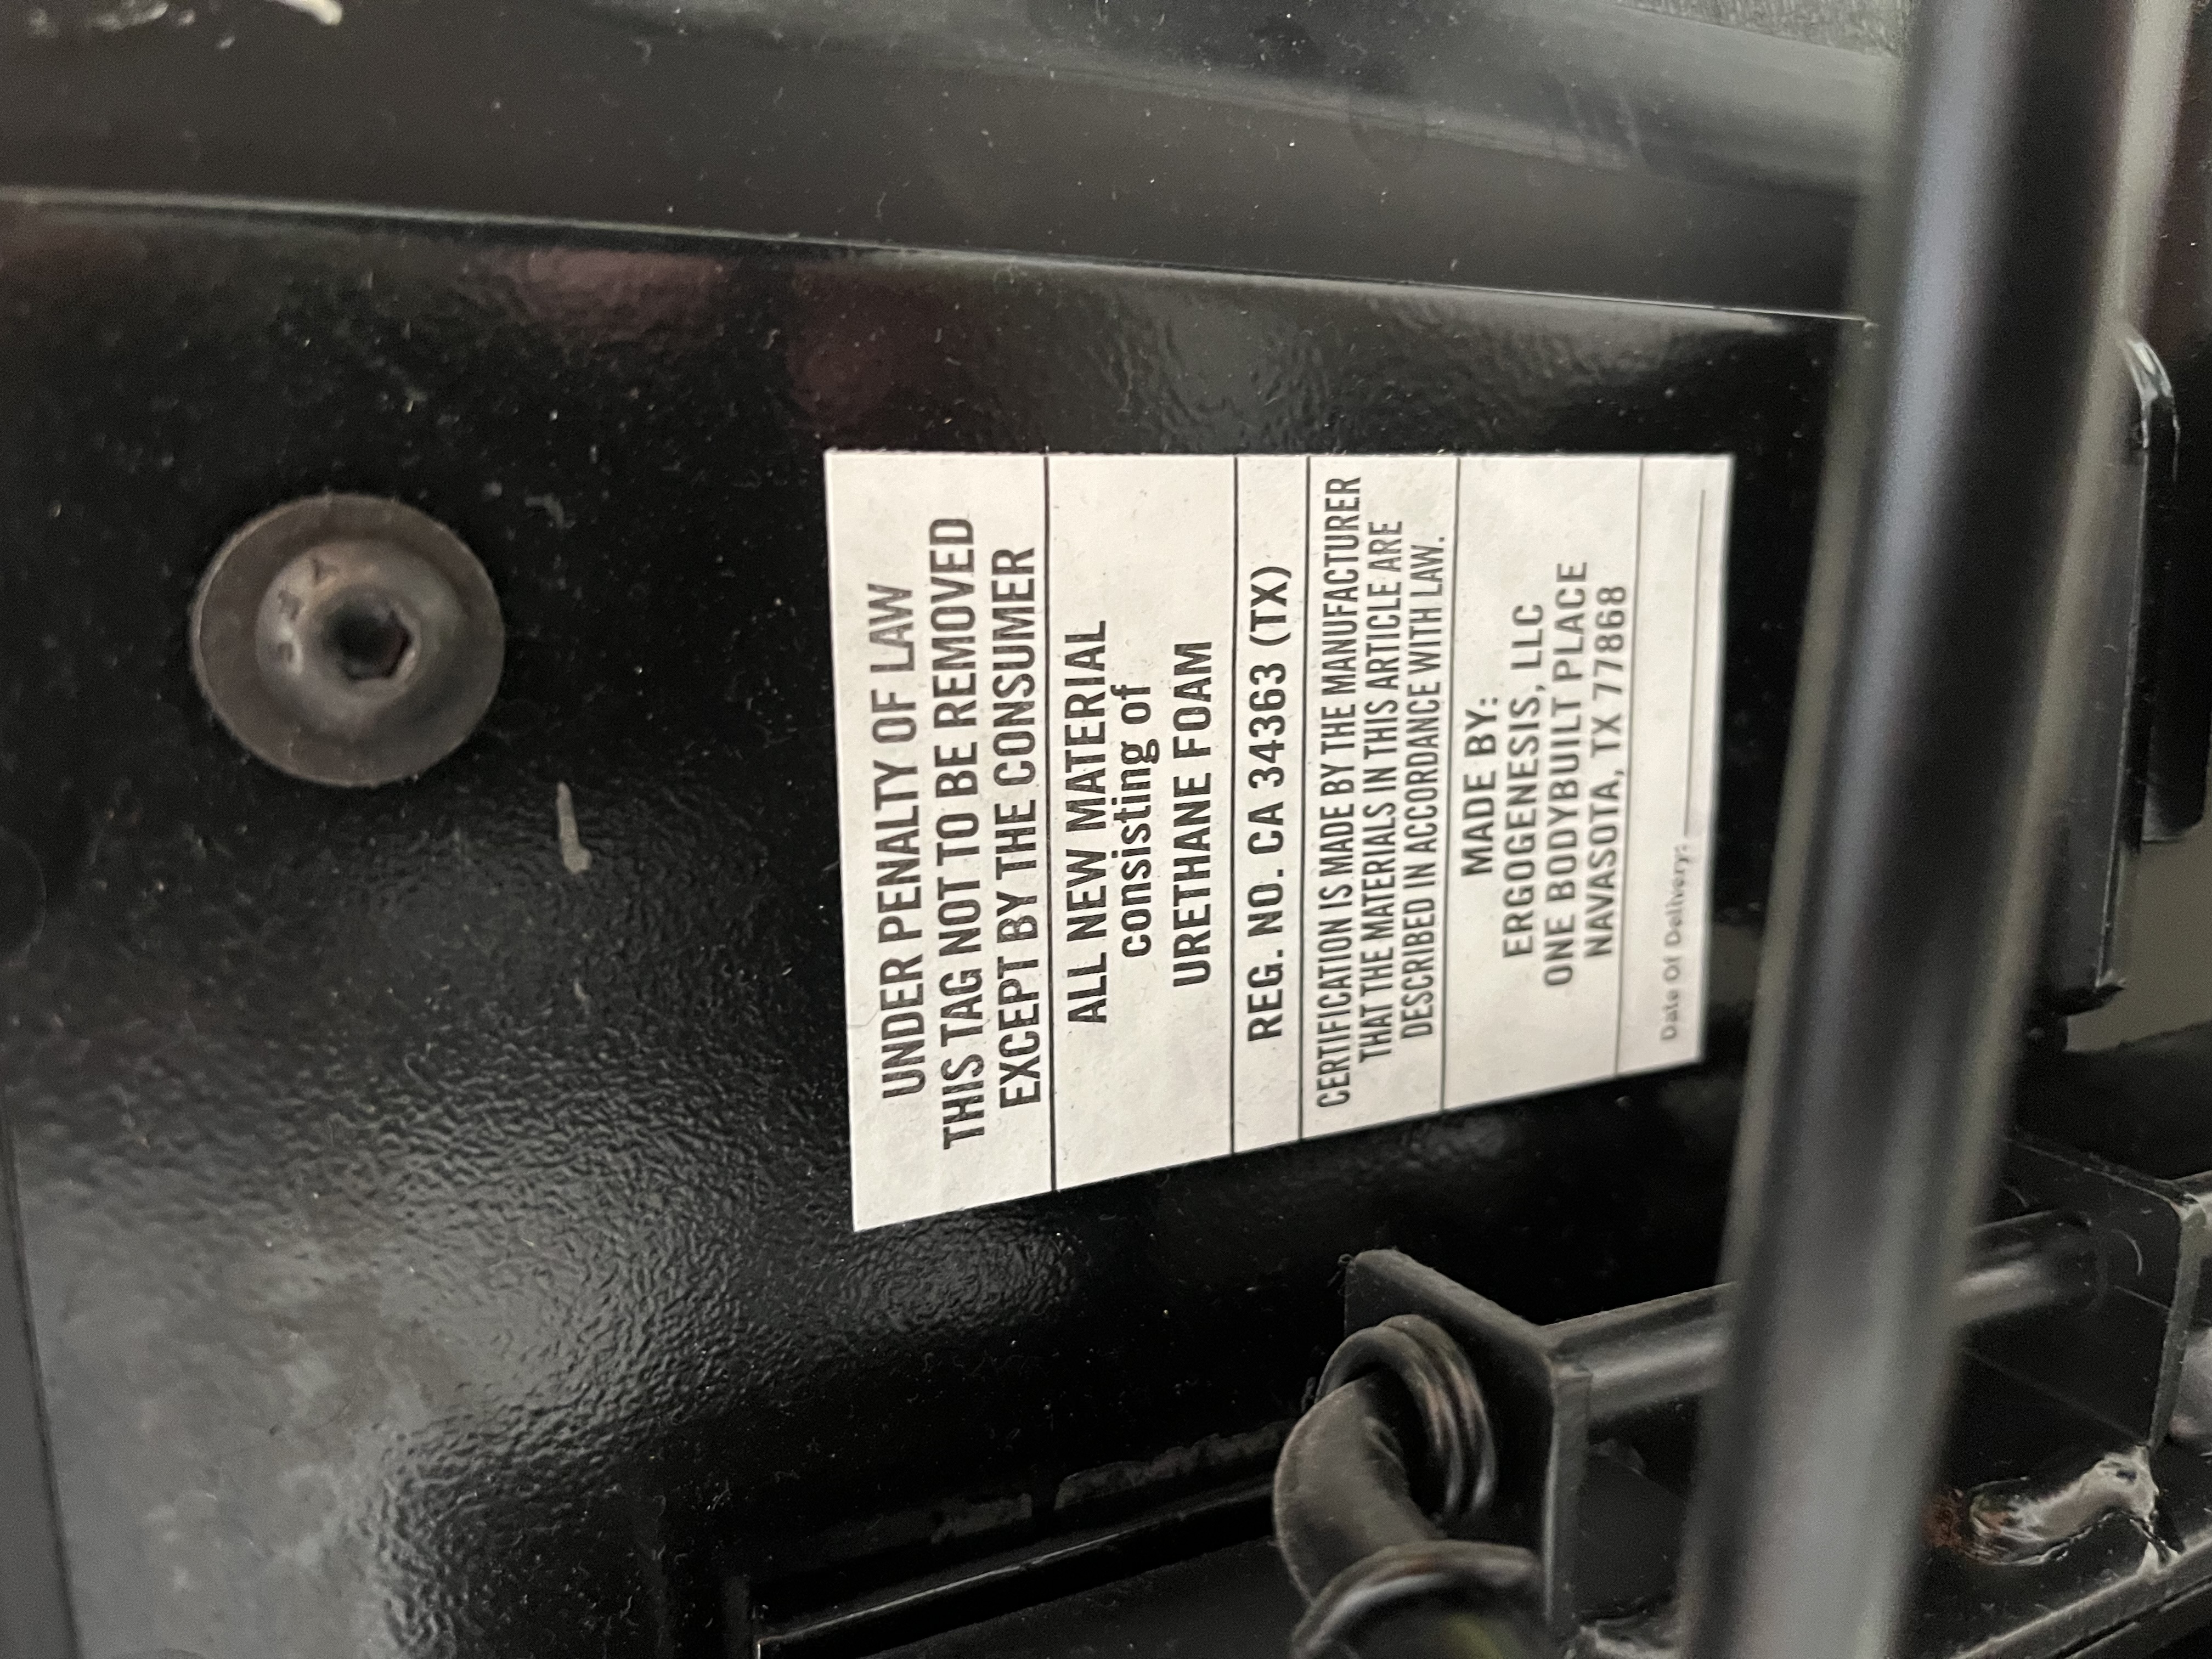 UNDER PENALTY OF LAW
THIS TAG NOT TO BE REMOVED
EXCEPT BY THE CONSUMER
ALL NEW MATERIAL
consisting of
URETHANE FOAM
REG. NO. CA 34363 (TX)
CERTIFICATION IS MADE BY THE MANUFACTURER
THAT THE MATERIALS IN THIS ARTICLE ARE
DESCRIBED IN ACCORDANCE WITH LAW.
MADE BY:
ERGOGENESIS, LLC
ONE BODYBUILT PLACE
NAVASOTA, TX 77868
Date Of Delivery: